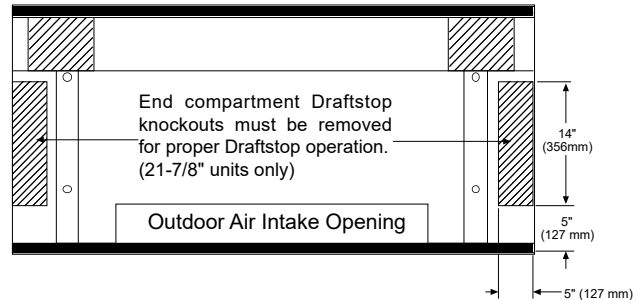 End compartment Draftstop
knockouts must be removed
for proper Draftstop operation.
(21-7/8" units only)
14"
(356mm)
Outdoor Air Intake Opening
5"
(127 mm)
5" (127 mm)